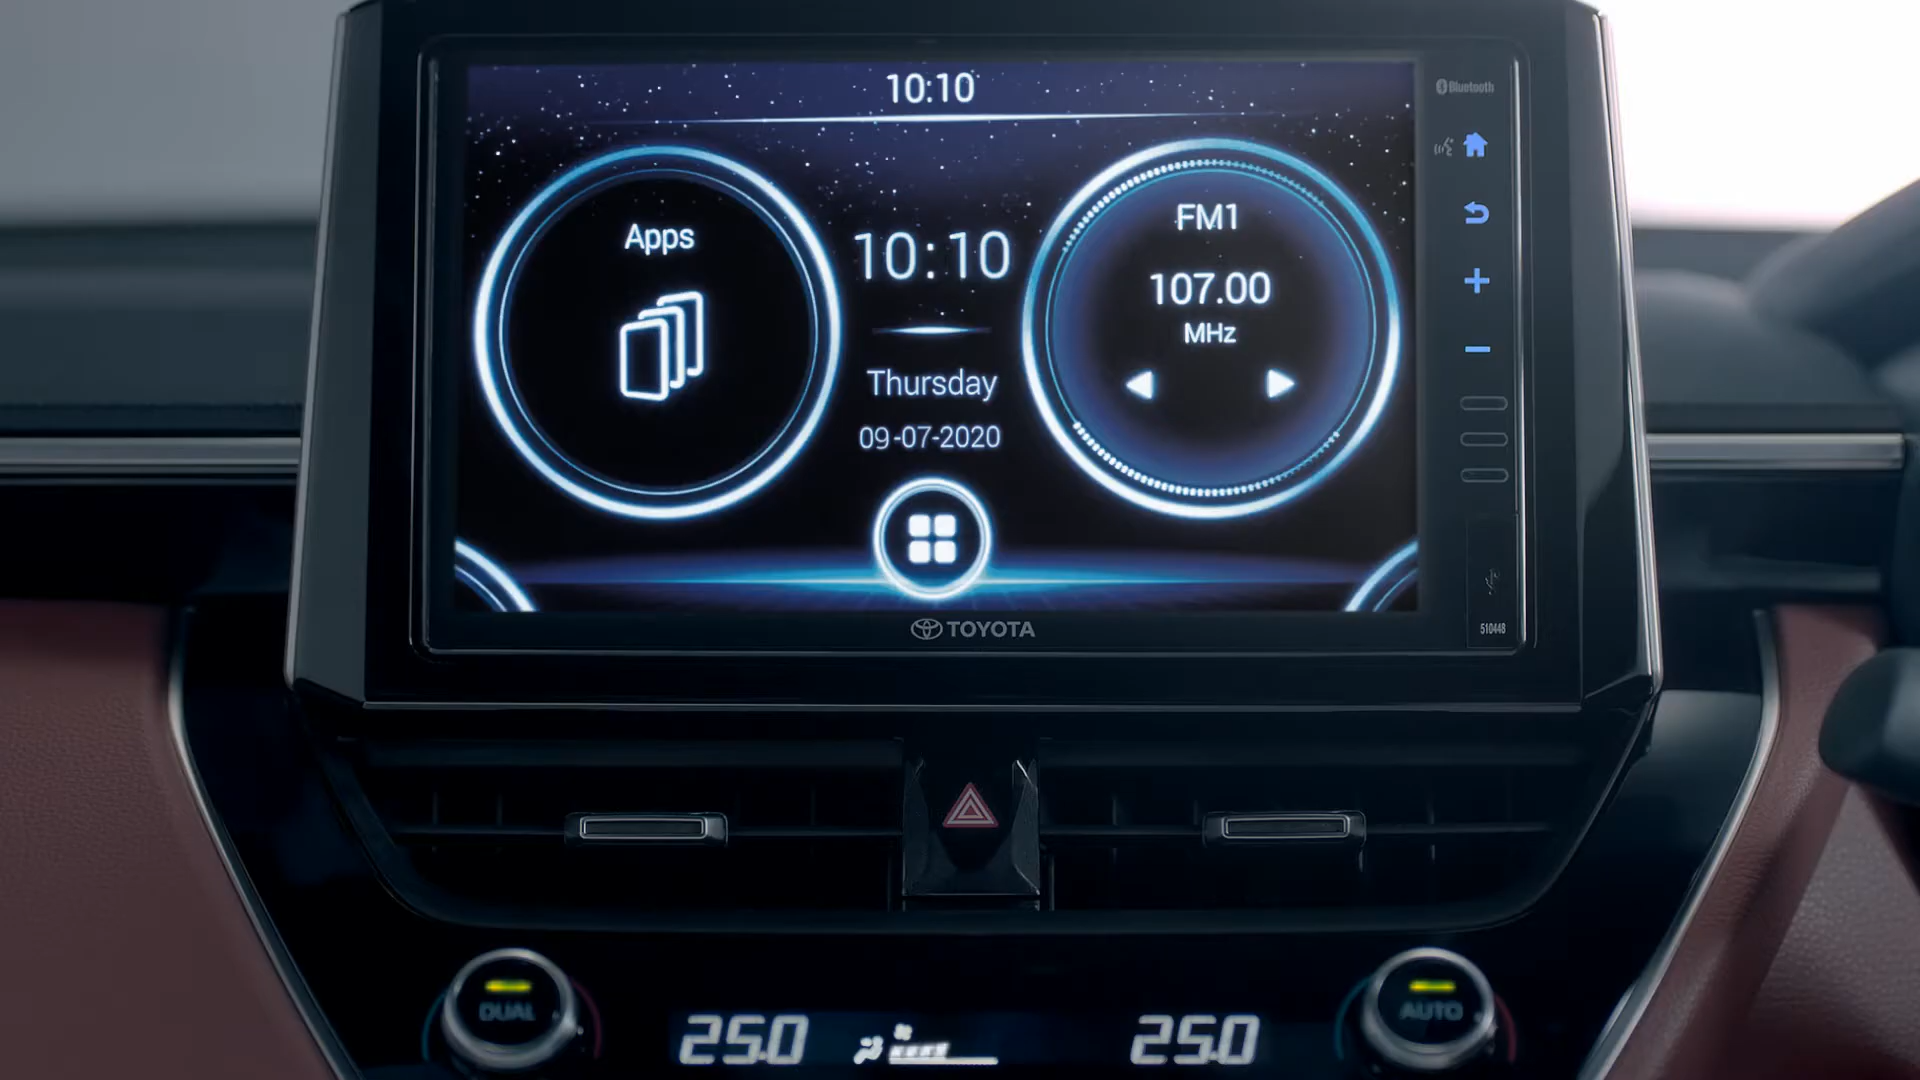 10:10
Bluetooth
Apps
10:10
Thursday
09-07-2020
FM1
107.00
MHz
TOYOTA
510448
DUAL
25.0
25.0
AUTO